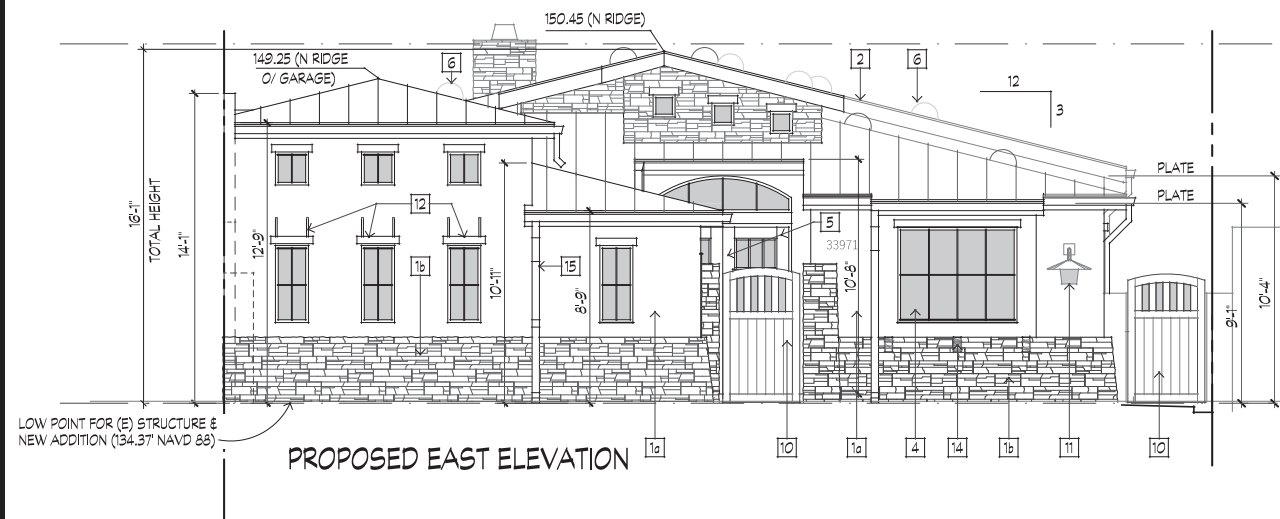 150.45 (N RIDGE)
149.25 (N RIDGE
O/ GARAGE)
6
2
6
12
3
PLATE
PLATE
16'-1"
TOTAL HEIGHT
14'-1"
12'-9"
12
1b
10'-11"
15
8'-9"
5
33971
10'-8"
9'-1"
10'-4"
LOW POINT FOR (E) STRUCTURE &
NEW ADDITION (134.37' NAVD 88)
PROPOSED EAST ELEVATION
1a
10
1a
4
14
1b
11
10